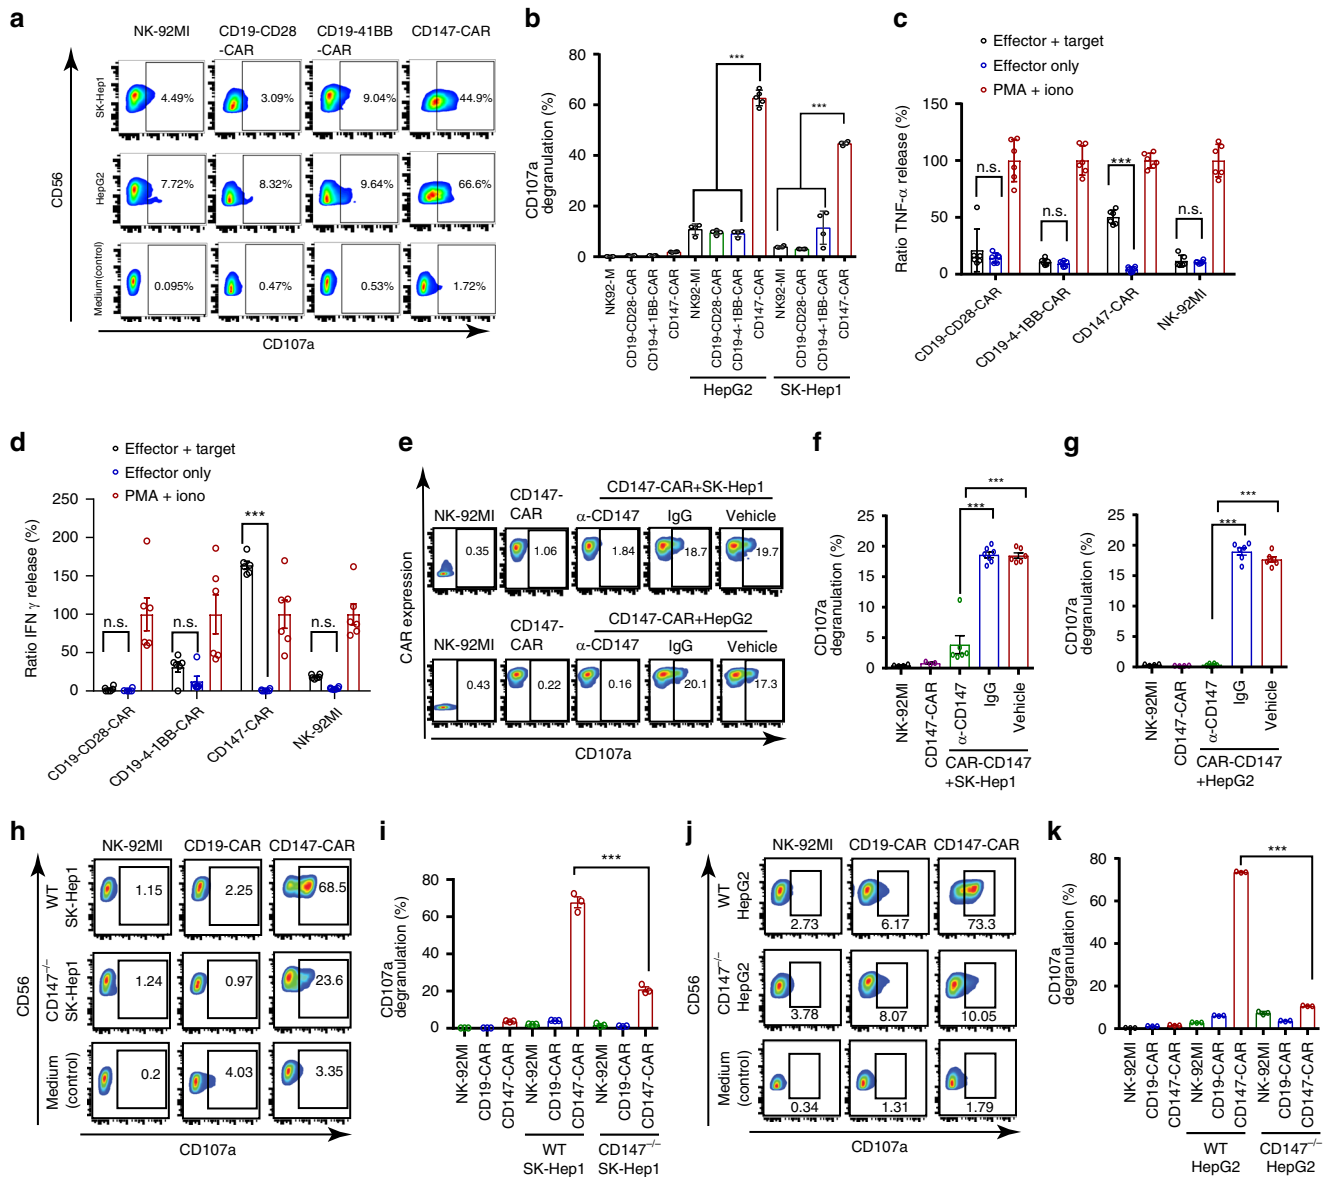 a
NK-92MI
CD19-CD28
-CAR
CD19-41BB
-CAR
CD147-CAR
SK-Hep1
4.49%
3.09%
9.04%
44.9%
HepG2
7.72%
8.32%
9.64%
66.6%
Medium(control)
0.095%
0.47%
0.53%
1.72%
CD56
CD107a
b
CD107a
degranulation (%)
80
60
40
20
0
***
***
NK92-M
CD19-CD28-CAR
CD19-4-1BB-CAR
CD147-CAR
NK92-MI
CD19-CD28-CAR
CD19-4-1BB-CAR
CD147-CAR
NK92-MI
CD19-CD28-CAR
CD19-4-1BB-CAR
CD147-CAR
HepG2
SK-Hep1
c
Effector + target
Effector only
PMA + iono
Ratio TNF-α release (%)
150
100
50
0
n.s.
n.s.
***
n.s.
CD19-CD28-CAR
CD19-4-1BB-CAR
CD147-CAR
NK-92MI
d
Effector + target
Effector only
PMA + iono
Ratio IFN γ release (%)
250
200
150
100
50
0
n.s.
n.s.
***
n.s.
CD19-CD28-CAR
CD19-4-1BB-CAR
CD147-CAR
NK-92MI
e
CAR expression
CD147-CAR+SK-Hep1
NK-92MI
CD147-
CAR
α-CD147
IgG
Vehicle
0.35
1.06
1.84
18.7
19.7
CD147-CAR+HepG2
NK-92MI
CD147-
CAR
α-CD147
IgG
Vehicle
0.43
0.22
0.16
20.1
17.3
CD107a
f
CD107a
degranulation (%)
25
20
15
10
5
0
***
***
NK-92MI
CD147-CAR
α-CD147
IgG
Vehicle
CAR-CD147
+SK-Hep1
g
CD107a
degranulation (%)
25
20
15
10
5
0
***
***
NK-92MI
CD147-CAR
α-CD147
IgG
Vehicle
CAR-CD147
+HepG2
h
NK-92MI
CD19-CAR
CD147-CAR
WT
SK-Hep1
1.15
2.25
68.5
CD147−/−
SK-Hep1
1.24
0.97
23.6
Medium
(control)
0.2
4.03
3.35
CD56
CD107a
i
CD107a
degranulation (%)
80
60
40
20
0
***
NK-92MI
CD19-CAR
CD147-CAR
NK-92MI
CD19-CAR
CD147-CAR
NK-92MI
CD19-CAR
CD147-CAR
WT
SK-Hep1
CD147−/−
SK-Hep1
j
NK-92MI
CD19-CAR
CD147-CAR
WT
HepG2
2.73
6.17
73.3
CD147−/−
HepG2
3.78
8.07
10.05
Medium
(control)
0.34
1.31
1.79
CD56
CD107a
k
CD107a
degranulation (%)
80
60
40
20
0
***
NK-92MI
CD19-CAR
CD147-CAR
NK-92MI
CD19-CAR
CD147-CAR
NK-92MI
CD19-CAR
CD147-CAR
WT
HepG2
CD147−/−
HepG2